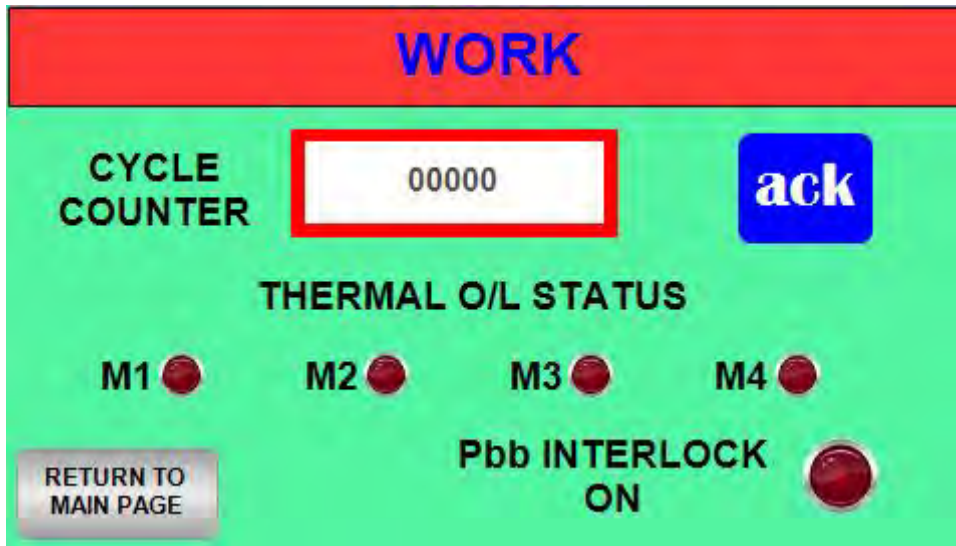 WORK
CYCLE
COUNTER
00000
ack
THERMAL O/L STATUS
M1 M2 M3 M4
Pbb INTERLOCK
ON
RETURN TO
MAIN PAGE